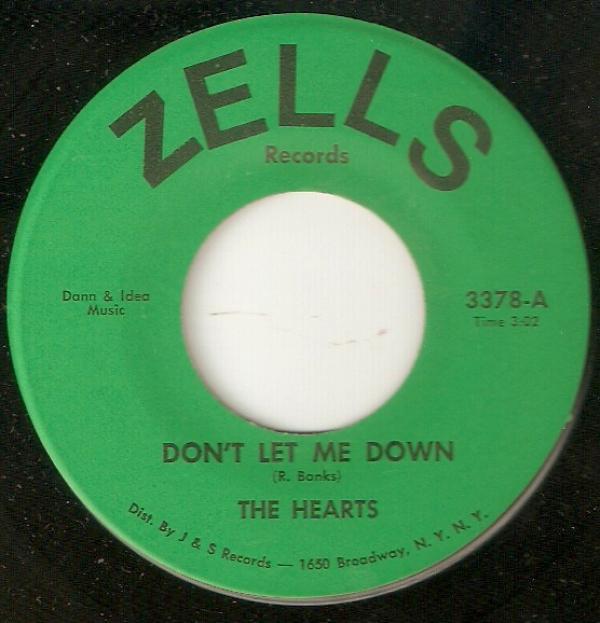 ZELLS
Records
Dann & Idea
Music
3378-A
Time 3:02
DON'T LET ME DOWN
(R. Banks)
THE HEARTS
Dist. By J & S Records — 1650 Broadway, N. Y. N. Y.